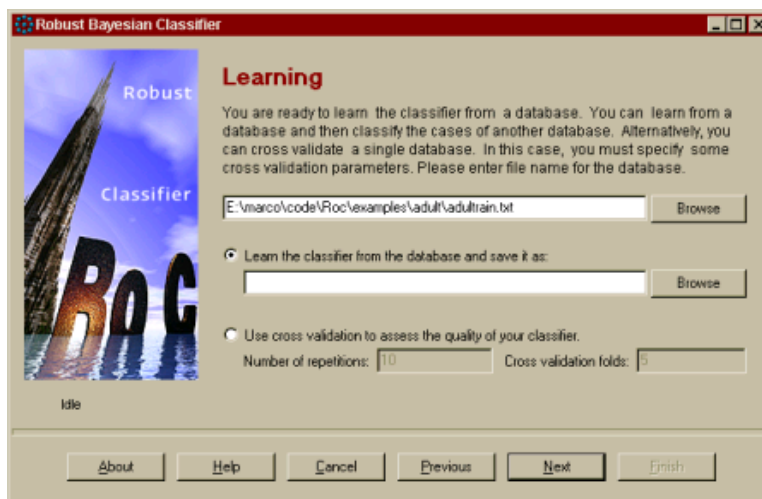 Robust Bayesian Classifier
Robust
Classifier
Roc
Idle
Learning
You are ready to learn the classifier from a database. You can learn from a
database and then classify the cases of another database. Alternatively, you
can cross validate a single database. In this case, you must specify some
cross validation parameters. Please enter file name for the database.
E:\marco\code\Roc\examples\adult\adultrain.txt
Browse
Learn the classifier from the database and save it as:
Browse
Use cross validation to assess the quality of your classifier.
Number of repetitions: 10 Cross validation folds: 5
About Help Cancel Previous Next Finish